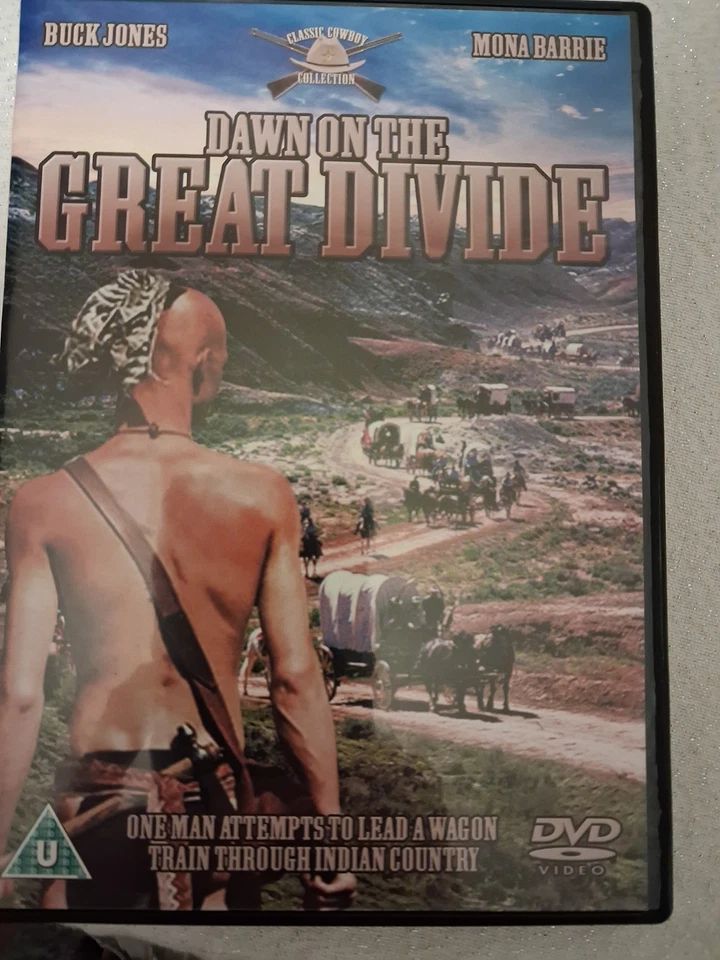 BUCK JONES
CLASSIC COWBOY
COLLECTION
MONA BARRIE
DAWN ON THE
GREAT DIVIDE
ONE MAN ATTEMPTS TO LEAD A WAGON
TRAIN THROUGH INDIAN COUNTRY
U
DVD
VIDEO